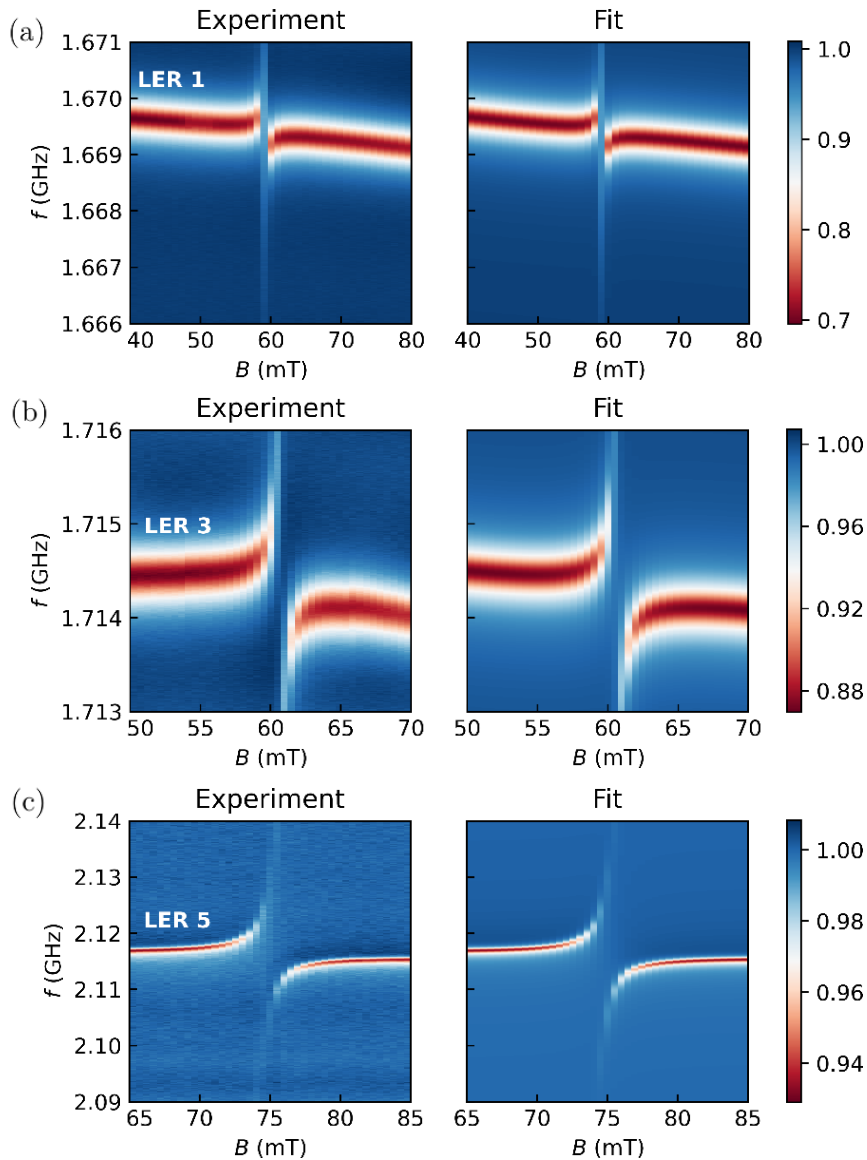 (a)
Experiment
Fit
1.671
1.670
1.669
1.668
1.667
1.666
f (GHz)
LER 1
40 50 60 70 80
B (mT)
40 50 60 70 80
B (mT)
1.0
0.9
0.8
0.7
(b)
Experiment
Fit
1.716
1.715
1.714
1.713
f (GHz)
LER 3
50 55 60 65 70
B (mT)
50 55 60 65 70
B (mT)
1.00
0.96
0.92
0.88
(c)
Experiment
Fit
2.14
2.13
2.12
2.11
2.10
2.09
f (GHz)
LER 5
65 70 75 80 85
B (mT)
65 70 75 80 85
B (mT)
1.00
0.98
0.96
0.94